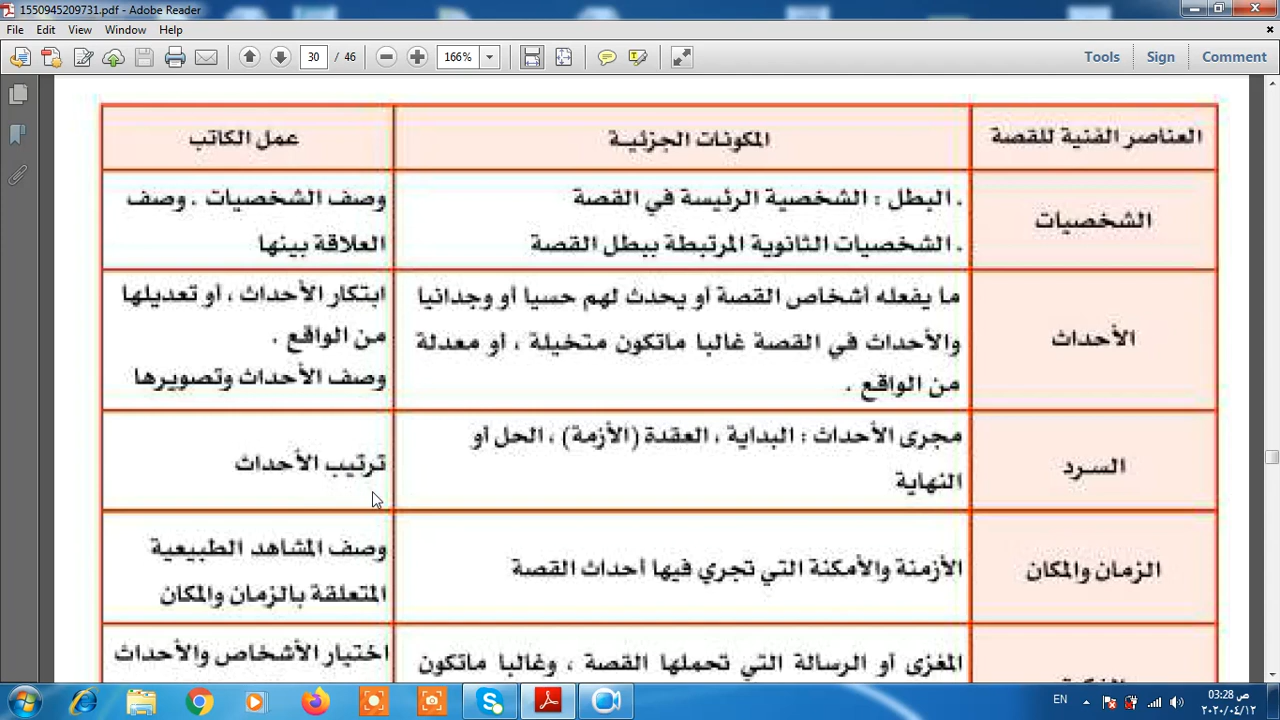 1550945209731.pdf - Adobe Reader
File Edit View Window Help
30 / 46 166% Tools Sign Comment
العناصر الفنية للقصة
المكونات الجزئية
عمل الكاتب
الشخصيات
. البطل : الشخصية الرئيسة في القصة
. الشخصيات الثانوية المرتبطة ببطل القصة
وصف الشخصيات . وصف
العلاقة بينها
الأحداث
ما يفعله أشخاص القصة أو يحدث لهم حسيا أو وجدانيا
والأحداث في القصة غالبا ماتكون متخيلة ، أو معدلة
من الواقع .
ابتكار الأحداث ، أو تعديلها
من الواقع .
وصف الأحداث وتصويرها
السرد
مجرى الأحداث : البداية ، العقدة (الأزمة) ، الحل أو
النهاية
ترتيب الأحداث
الزمان والمكان
الأزمنة والأمكنة التي تجري فيها أحداث القصة
وصف المشاهد الطبيعية
المتعلقة بالزمان والمكان
المغزى أو الرسالة التي تحملها القصة ، وغالبا ماتكون
اختيار الأشخاص والأحداث
EN
03:28 ص
٢٠٢٠/٠٤/١٢